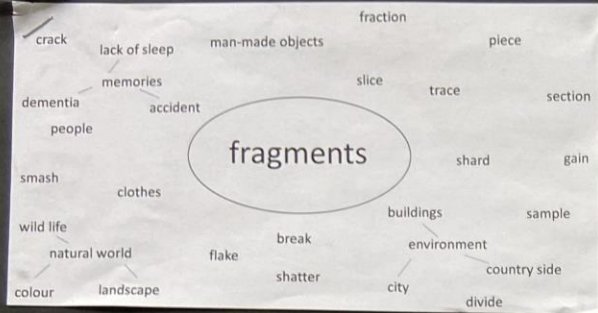 fraction
crack
lack of sleep
man-made objects
piece
memories
slice
trace
dementia
accident
section
people
fragments
shard
gain
smash
clothes
buildings
sample
wild life
break
environment
natural world
flake
country side
shatter
colour
landscape
city
divide